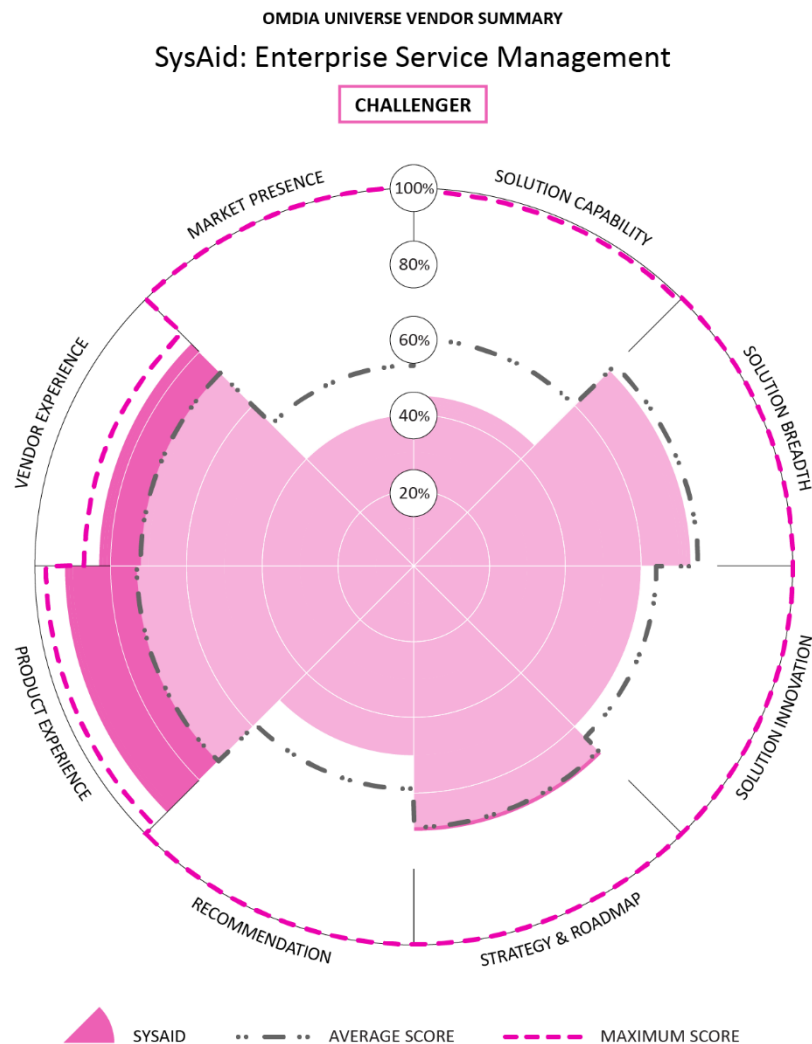 OMDIA UNIVERSE VENDOR SUMMARY
SysAid: Enterprise Service Management
CHALLENGER
MARKET PRESENCE
100%
SOLUTION CAPABILITY
80%
60%
VENDOR EXPERIENCE
SOLUTION BREADTH
40%
20%
PRODUCT EXPERIENCE
SOLUTION INNOVATION
RECOMMENDATION
STRATEGY & ROADMAP
SYSAID
AVERAGE SCORE
MAXIMUM SCORE